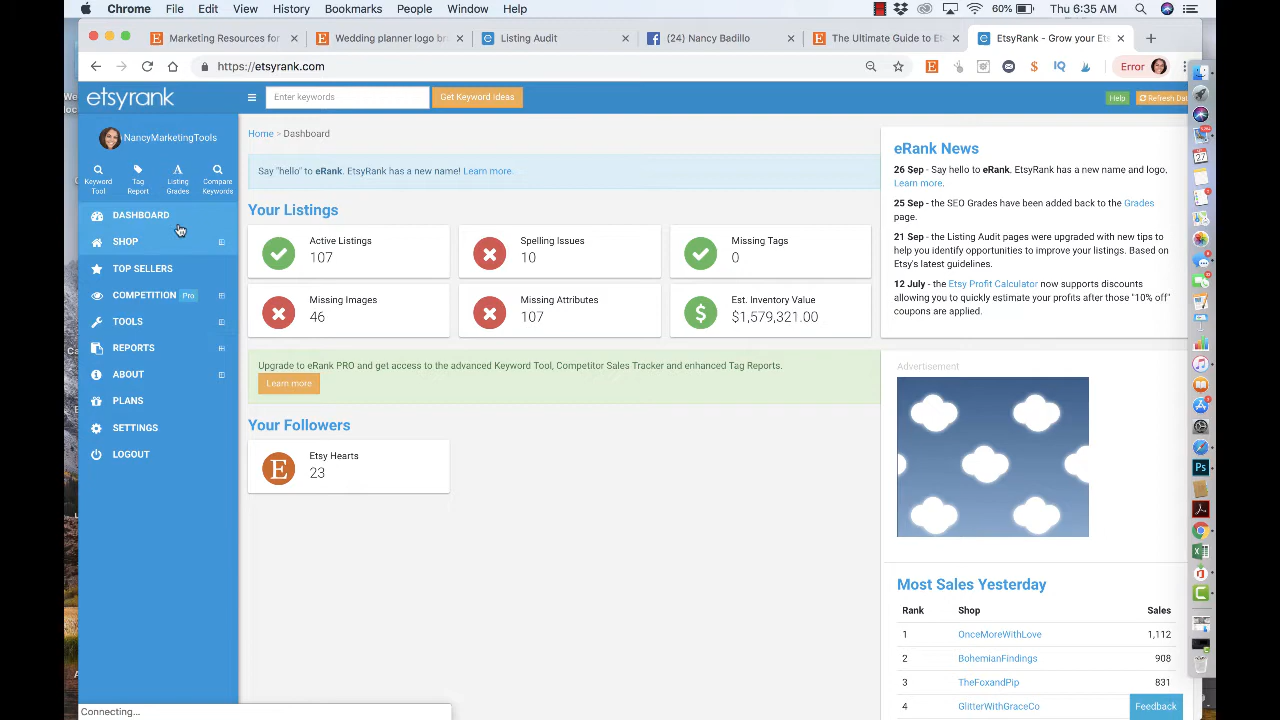 Chrome File Edit View History Bookmarks People Window Help 60% Thu 6:35 AM
Marketing Resources for
Wedding planner logo br
Listing Audit
(24) Nancy Badillo
The Ultimate Guide to E
EtsyRank - Grow your Ets
https://etsyrank.com
IQ
Error
etsyrank
Enter keywords
Get Keyword Ideas
Help
Refresh Dat
NancyMarketingTools
Keyword Tool
Tag Report
Listing Grades
Compare Keywords
DASHBOARD
SHOP
TOP SELLERS
COMPETITION Pro
TOOLS
REPORTS
ABOUT
PLANS
SETTINGS
LOGOUT
Home > Dashboard
Say "hello" to eRank. EtsyRank has a new name! Learn more.
Your Listings
Active Listings
107
Spelling Issues
10
Missing Tags
0
Missing Images
46
Missing Attributes
107
Est. Inventory Value
$1,579,321.00
Upgrade to eRank PRO and get access to the advanced Keyword Tool, Competitor Sales Tracker and enhanced Tag Reports.
Learn more
Your Followers
Etsy Hearts
23
eRank News
26 Sep - Say hello to eRank. EtsyRank has a new name and logo.
Learn more.
25 Sep - the SEO Grades have been added back to the Grades
page.
21 Sep - the Listing Audit pages were upgraded with new tips to
help you identify opportunities to improve your listings. Based on
Etsy's latest guidelines.
12 July - the Etsy Profit Calculator now supports discounts
allowing you to quickly estimate your profits after those "10% off"
coupons are applied.
Advertisement
Most Sales Yesterday
Rank Shop Sales
1 OnceMoreWithLove 1,112
2 BohemianFindings 908
3 TheFoxandPip 831
4 GlitterWithGraceCo
Feedback
Connecting...